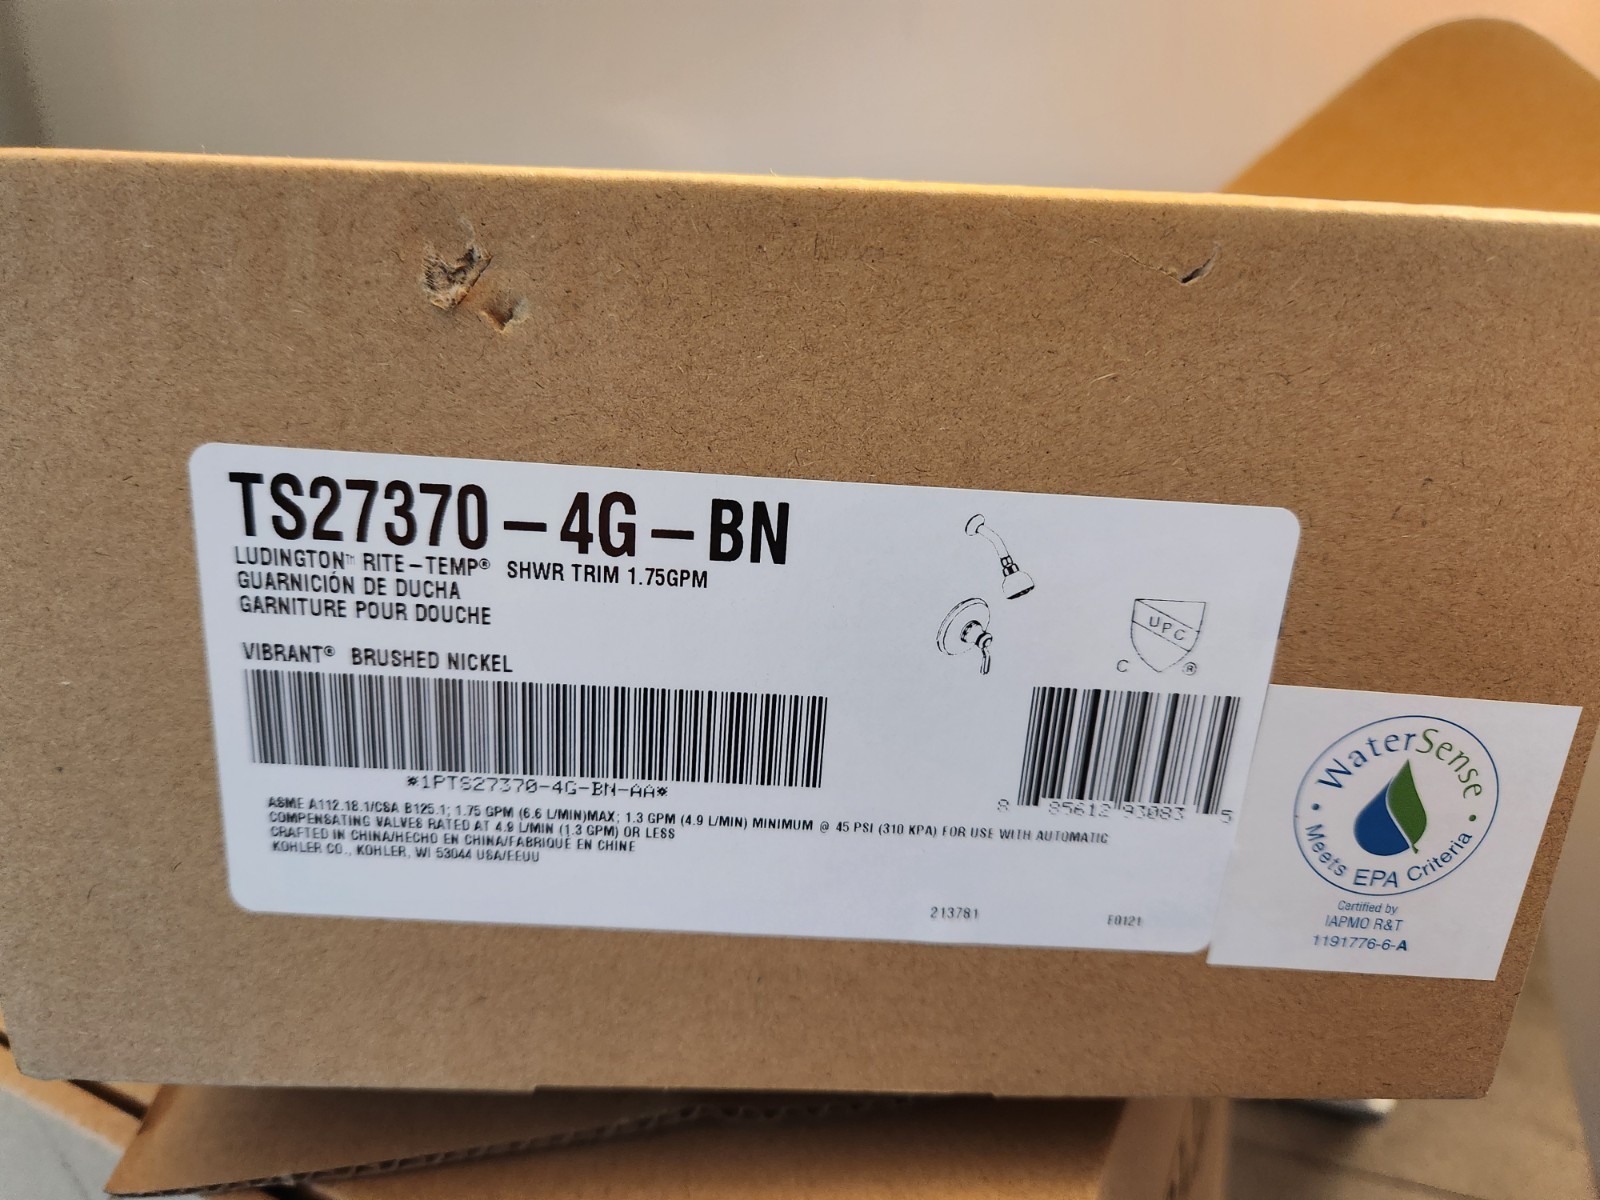 TS27370-4G-BN
LUDINGTON™ RITE-TEMP® SHWR TRIM 1.75GPM
GUARNICIÓN DE DUCHA
GARNITURE POUR DOUCHE
VIBRANT® BRUSHED NICKEL
*1PTS27370-4G-BN-AA*
ASME A112.18.1/CSA B125.1; 1.75 GPM (6.6 L/MIN)MAX; 1.3 GPM (4.9 L/MIN) MINIMUM @ 45 PSI (310 KPA) FOR USE WITH AUTOMATIC
COMPENSATING VALVES RATED AT 4.9 L/MIN (1.3 GPM) OR LESS
CRAFTED IN CHINA/HECHO EN CHINA/FABRIQUÉ EN CHINE
KOHLER CO., KOHLER, WI 53044 USA/EEUU
UPC
C ®
8 85612 93083 5
213781
E0121
WaterSense
Meets EPA Criteria
Certified by
IAPMO R&T
1191776-6-A